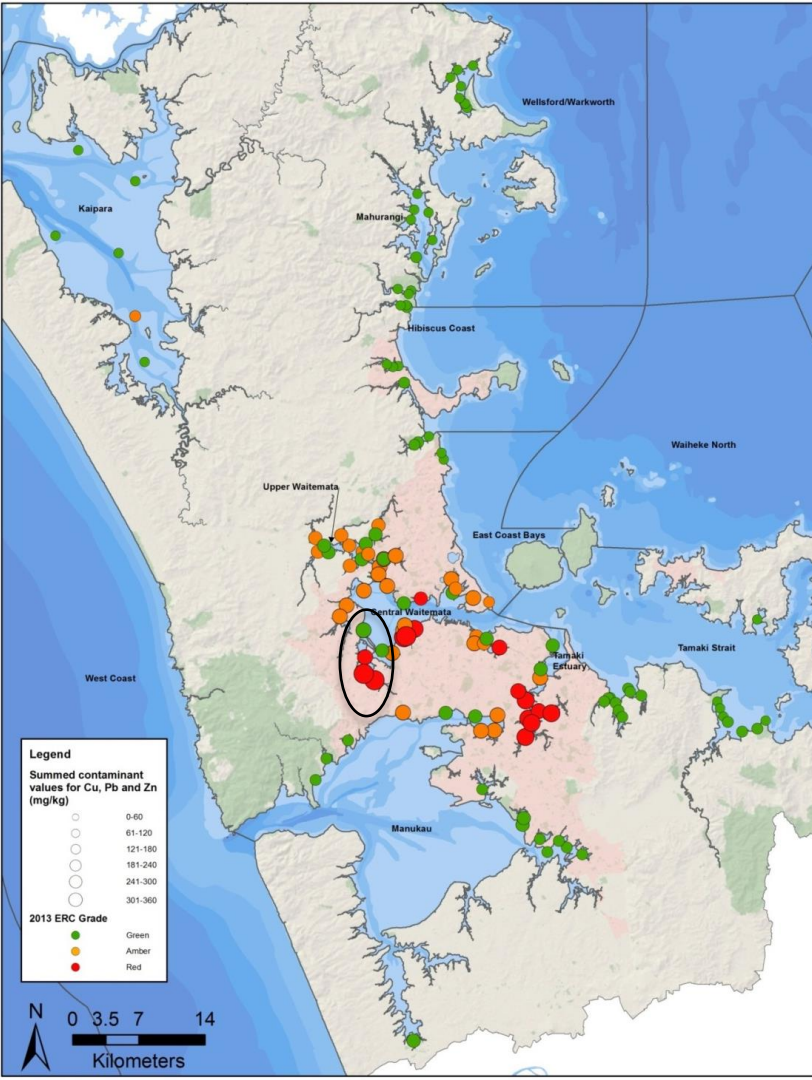 Wellsford/Warkworth
Kaipara
Mahurangi
Hibiscus Coast
Waiheke North
Upper Waitemata
East Coast Bays
Central Waitemata
Tamaki
Estuary
Tamaki Strait
West Coast
Manukau
Legend
Summed contaminant
values for Cu, Pb and Zn
(mg/kg)
0-60
61-120
121-180
181-240
241-300
301-360
2013 ERC Grade
Green
Amber
Red
N
0 3.5 7 14
Kilometers